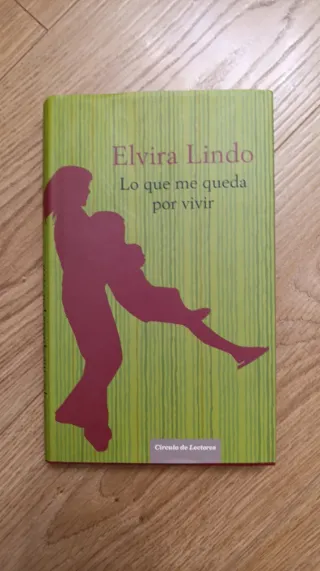 Elvira Lindo
Lo que me queda
por vivir
Círculo de Lectores